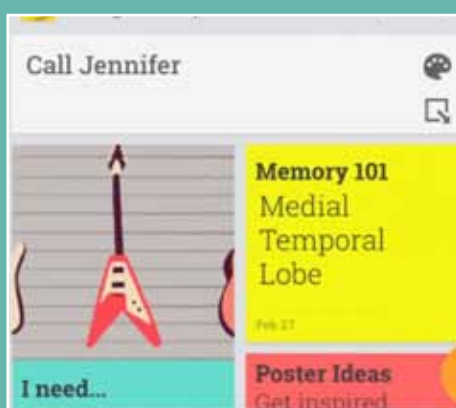 Call Jennifer
Memory 101
Medial
Temporal
Lobe
Feb 27
I need...
Poster Ideas
Get inspired